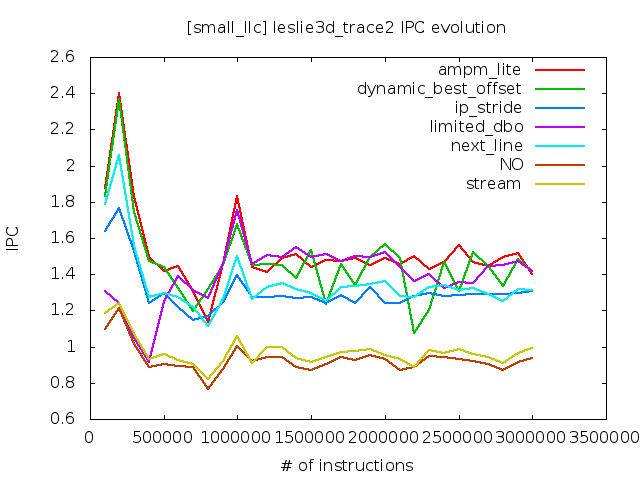 [small_llc] leslie3d_trace2 IPC evolution
2.6
2.4
2.2
2
1.8
1.6
1.4
1.2
1
0.8
0.6
IPC
ampm_lite
dynamic_best_offset
ip_stride
limited_dbo
next_line
NO
stream
0 500000 1000000 1500000 2000000 2500000 3000000 3500000
# of instructions